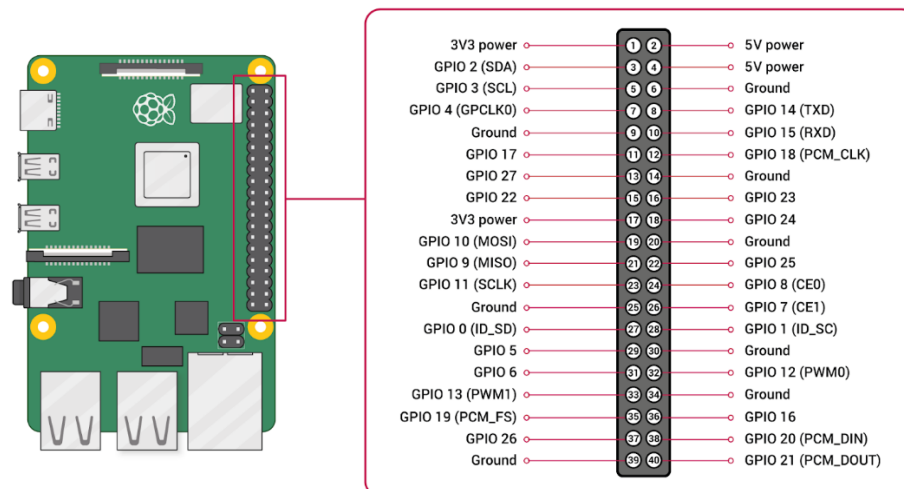 3V3 power 1 2 5V power
GPIO 2 (SDA) 3 4 5V power
GPIO 3 (SCL) 5 6 Ground
GPIO 4 (GPCLK0) 7 8 GPIO 14 (TXD)
Ground 9 10 GPIO 15 (RXD)
GPIO 17 11 12 GPIO 18 (PCM_CLK)
GPIO 27 13 14 Ground
GPIO 22 15 16 GPIO 23
3V3 power 17 18 GPIO 24
GPIO 10 (MOSI) 19 20 Ground
GPIO 9 (MISO) 21 22 GPIO 25
GPIO 11 (SCLK) 23 24 GPIO 8 (CE0)
Ground 25 26 GPIO 7 (CE1)
GPIO 0 (ID_SD) 27 28 GPIO 1 (ID_SC)
GPIO 5 29 30 Ground
GPIO 6 31 32 GPIO 12 (PWM0)
GPIO 13 (PWM1) 33 34 Ground
GPIO 19 (PCM_FS) 35 36 GPIO 16
GPIO 26 37 38 GPIO 20 (PCM_DIN)
Ground 39 40 GPIO 21 (PCM_DOUT)